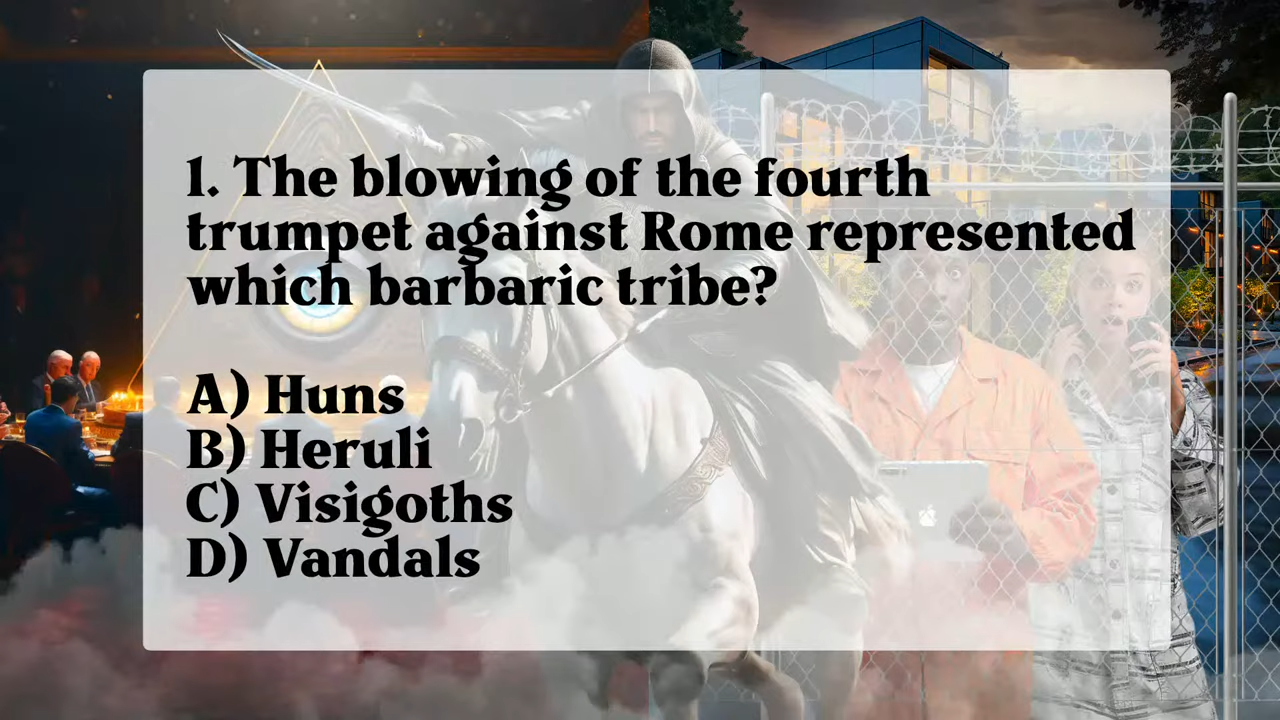 1. The blowing of the fourth
trumpet against Rome represented
which barbaric tribe?
A) Huns
B) Heruli
C) Visigoths
D) Vandals